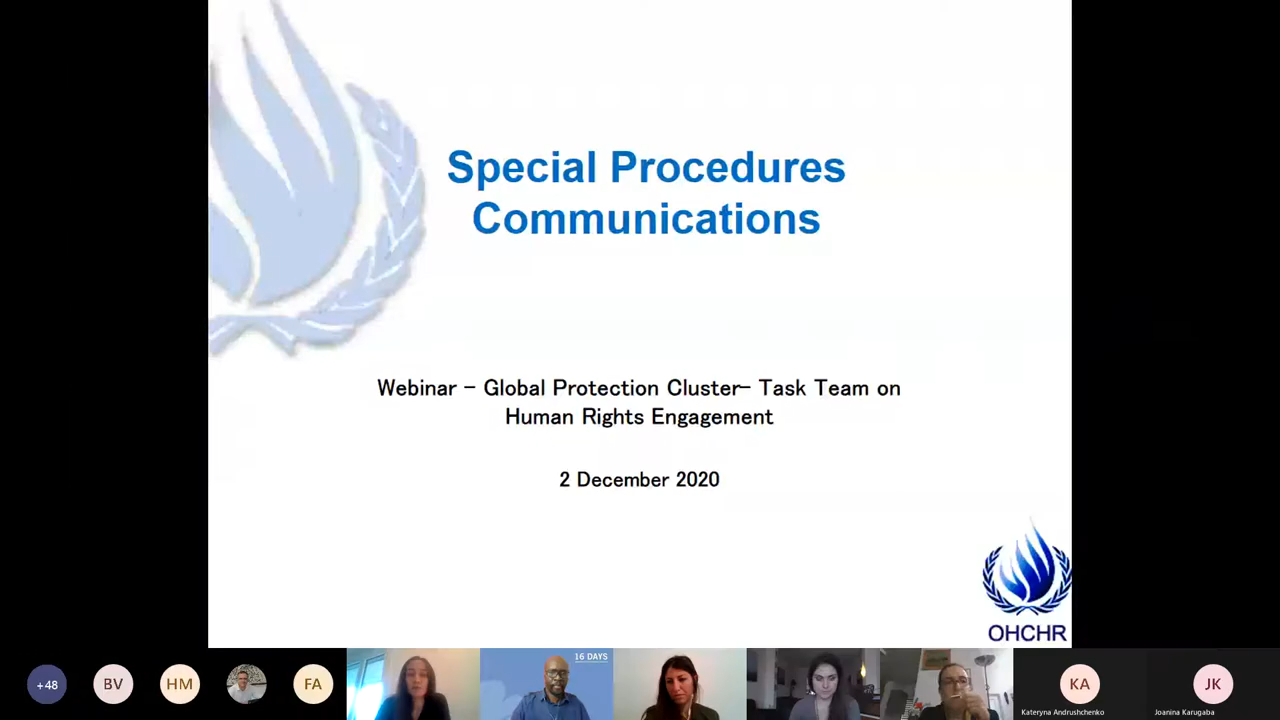 Special Procedures
Communications
Webinar – Global Protection Cluster– Task Team on
Human Rights Engagement
2 December 2020
OHCHR
16 DAYS
+48
BV
HM
FA
KA
JK
Kateryna Andrushchenko
Joanina Karugaba